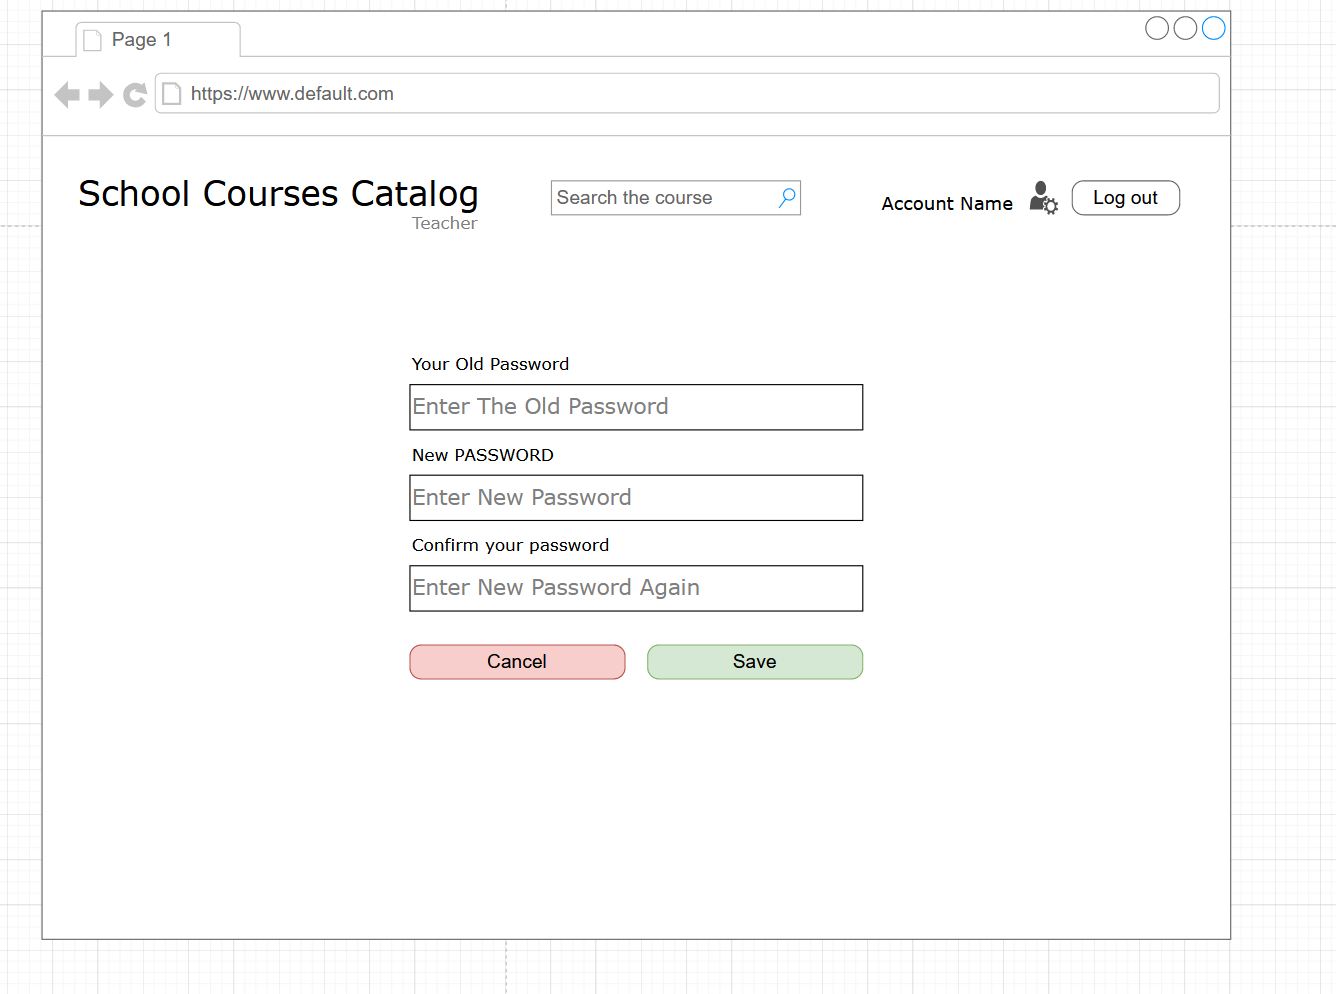 Page 1
https://www.default.com
School Courses Catalog
Teacher
Search the course
Account Name
Log out
Your Old Password
Enter The Old Password
New PASSWORD
Enter New Password
Confirm your password
Enter New Password Again
Cancel
Save